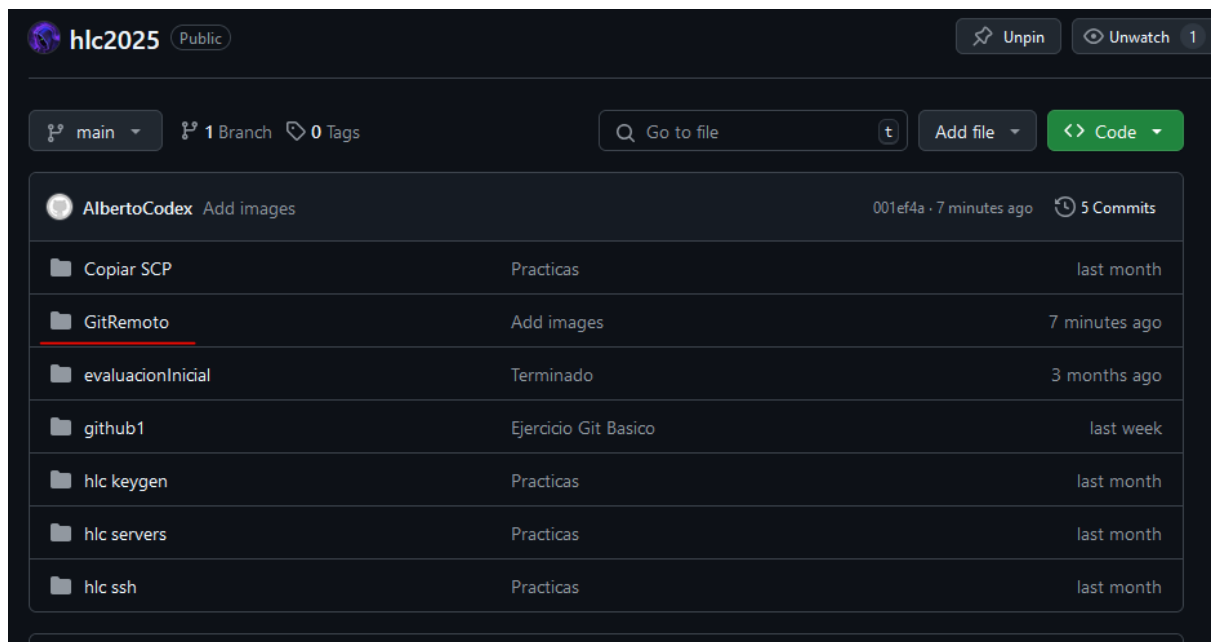 hlc2025 Public Unpin Unwatch 1
main 1 Branch 0 Tags Go to file t Add file Code
AlbertoCodex Add images 001ef4a · 7 minutes ago 5 Commits
Copiar SCP Practicas last month
GitRemoto Add images 7 minutes ago
evaluacionInicial Terminado 3 months ago
github1 Ejercicio Git Basico last week
hlc keygen Practicas last month
hlc servers Practicas last month
hlc ssh Practicas last month